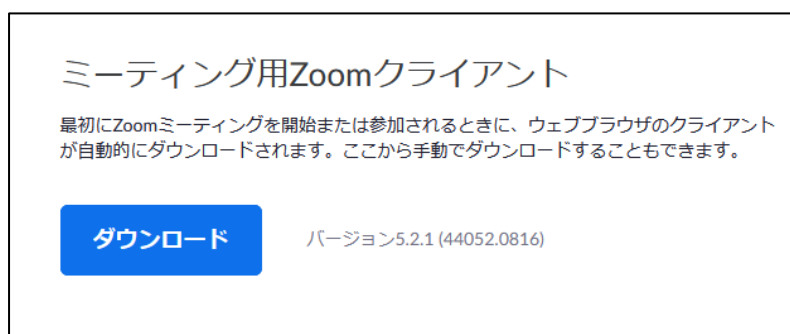 ミーティング用Zoomクライアント
最初にZoomミーティングを開始または参加されるときに、ウェブブラウザのクライアント
が自動的にダウンロードされます。ここから手動でダウンロードすることもできます。
ダウンロード バージョン5.2.1 (44052.0816)